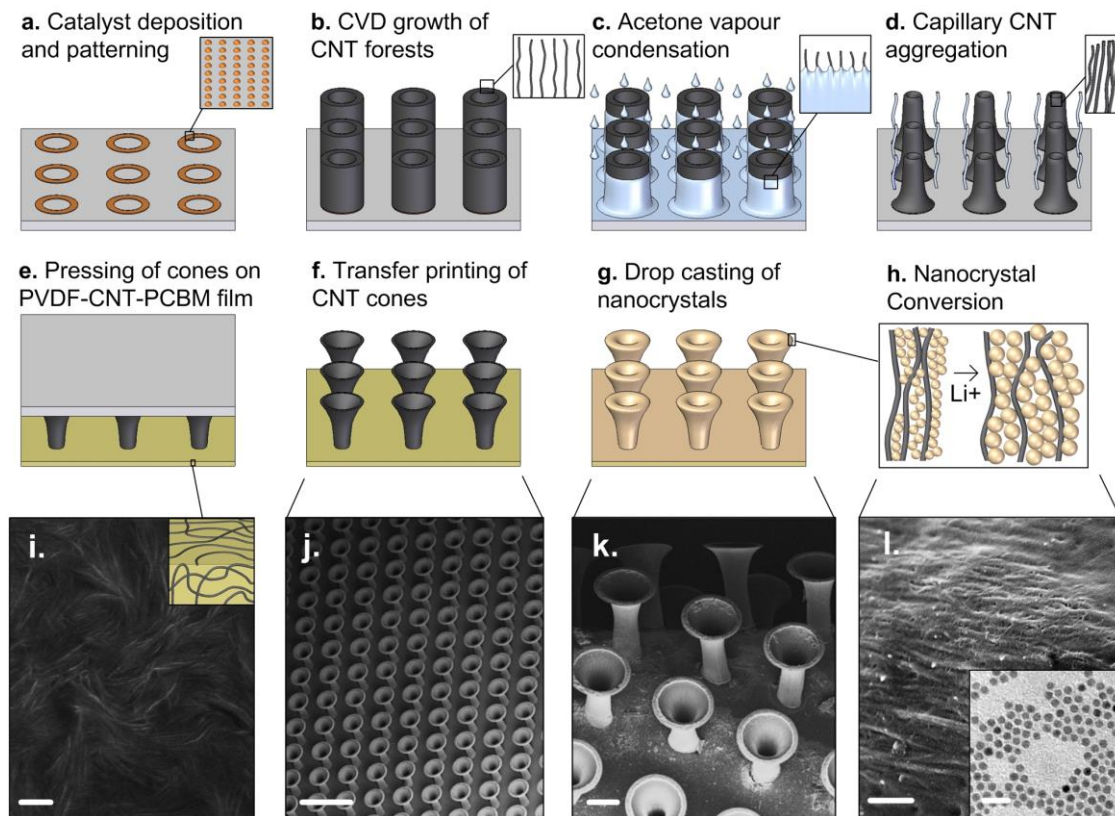 a. Catalyst deposition
and patterning
b. CVD growth of
CNT forests
c. Acetone vapour
condensation
d. Capillary CNT
aggregation
e. Pressing of cones on
PVDF-CNT-PCBM film
f. Transfer printing of
CNT cones
g. Drop casting of
nanocrystals
h. Nanocrystal
Conversion
Li+
i.
j.
k.
l.